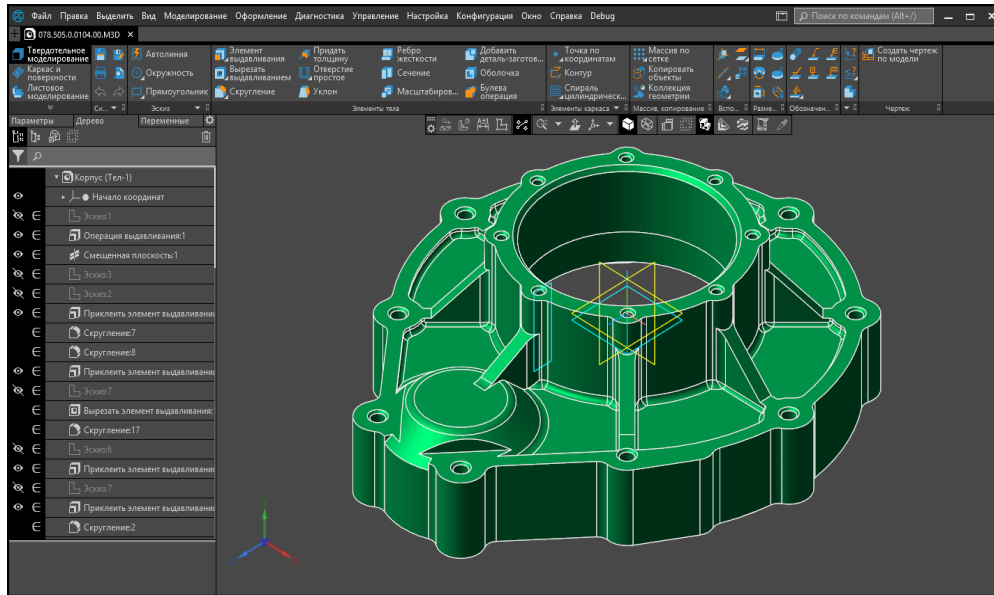 Файл Правка Выделить Вид Моделирование Оформление Диагностика Управление Настройка Конфигурация Окно Справка Debug
Поиск по командам (Alt+/)
078.505.0.0104.00.M3D
Твердотельное моделирование
Каркас и поверхности
Листовое моделирование
Си...
Автолиния
Окружность
Прямоугольник
Эскиз
Элемент выдавливания
Вырезать выдавливанием
Скругление
Придать толщину
Отверстие простое
Уклон
Ребро жесткости
Сечение
Масштабиров...
Добавить деталь-заготов...
Оболочка
Булева операция
Элементы тела
Точка по координатам
Контур
Спираль цилиндрическ...
Элементы каркаса
Массив по сетке
Копировать объекты
Коллекция геометрии
Массив, копирование
Вспо...
Разме...
Обозначен...
Создать чертеж по модели
Чертеж
Параметры
Дерево
Переменные
Корпус (Тел-1)
Начало координат
Эскиз:1
Операция выдавливания:1
Смещенная плоскость:1
Эскиз:3
Эскиз:2
Приклеить элемент выдавливани
Скругление:7
Скругление:8
Приклеить элемент выдавливани
Эскиз:7
Вырезать элемент выдавливания:
Скругление:17
Эскиз:6
Приклеить элемент выдавливани
Эскиз:7
Приклеить элемент выдавливани
Скругление:2